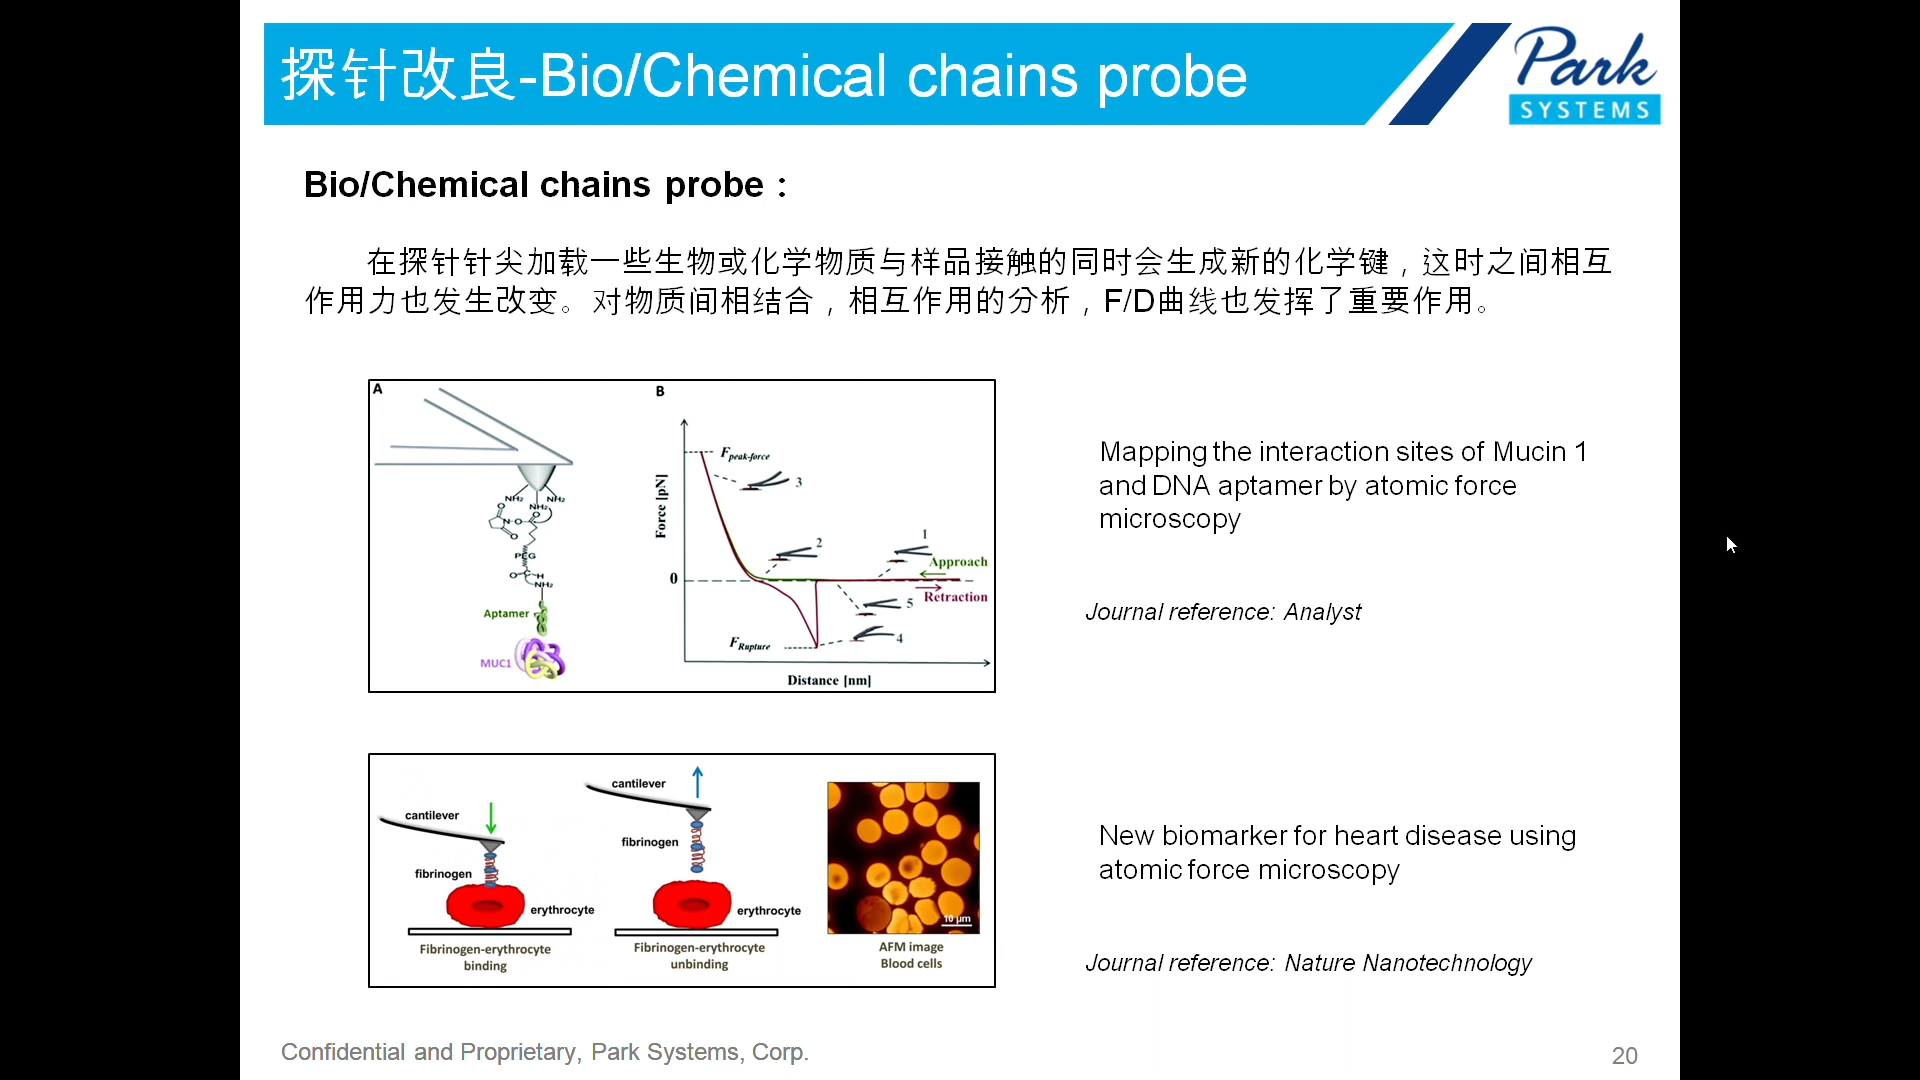 探针改良-Bio/Chemical chains probe
Park
SYSTEMS
Bio/Chemical chains probe：
在探针针尖加载一些生物或化学物质与样品接触的同时会生成新的化学键，这时之间相互
作用力也发生改变。对物质间相结合，相互作用的分析，F/D曲线也发挥了重要作用。
A
NH₂
NH₂
NH₂
O
O
N-O
O
PEG
O
C
H
NH₂
Aptamer
MUC1
B
Force [pN]
F peak-force
3
2
1
Approach
0
Retraction
5
4
F Rupture
Distance [nm]
Mapping the interaction sites of Mucin 1
and DNA aptamer by atomic force
microscopy
Journal reference: Analyst
cantilever
fibrinogen
erythrocyte
Fibrinogen-erythrocyte
binding
cantilever
fibrinogen
erythrocyte
Fibrinogen-erythrocyte
unbinding
10 µm
AFM image
Blood cells
New biomarker for heart disease using
atomic force microscopy
Journal reference: Nature Nanotechnology
Confidential and Proprietary, Park Systems, Corp.
20